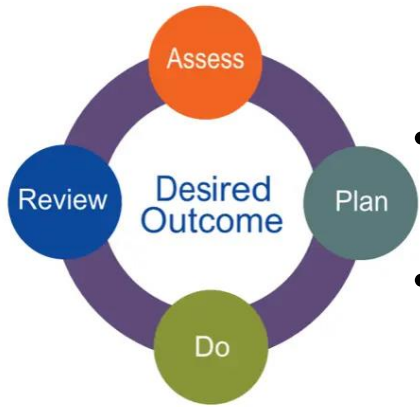 Assess
Review
Desired
Outcome
Plan
Do